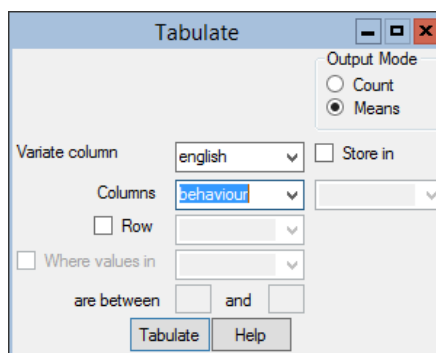 Tabulate
Output Mode
Count
Means
Variate column english Store in
Columns behaviour
Row
Where values in
are between and
Tabulate Help